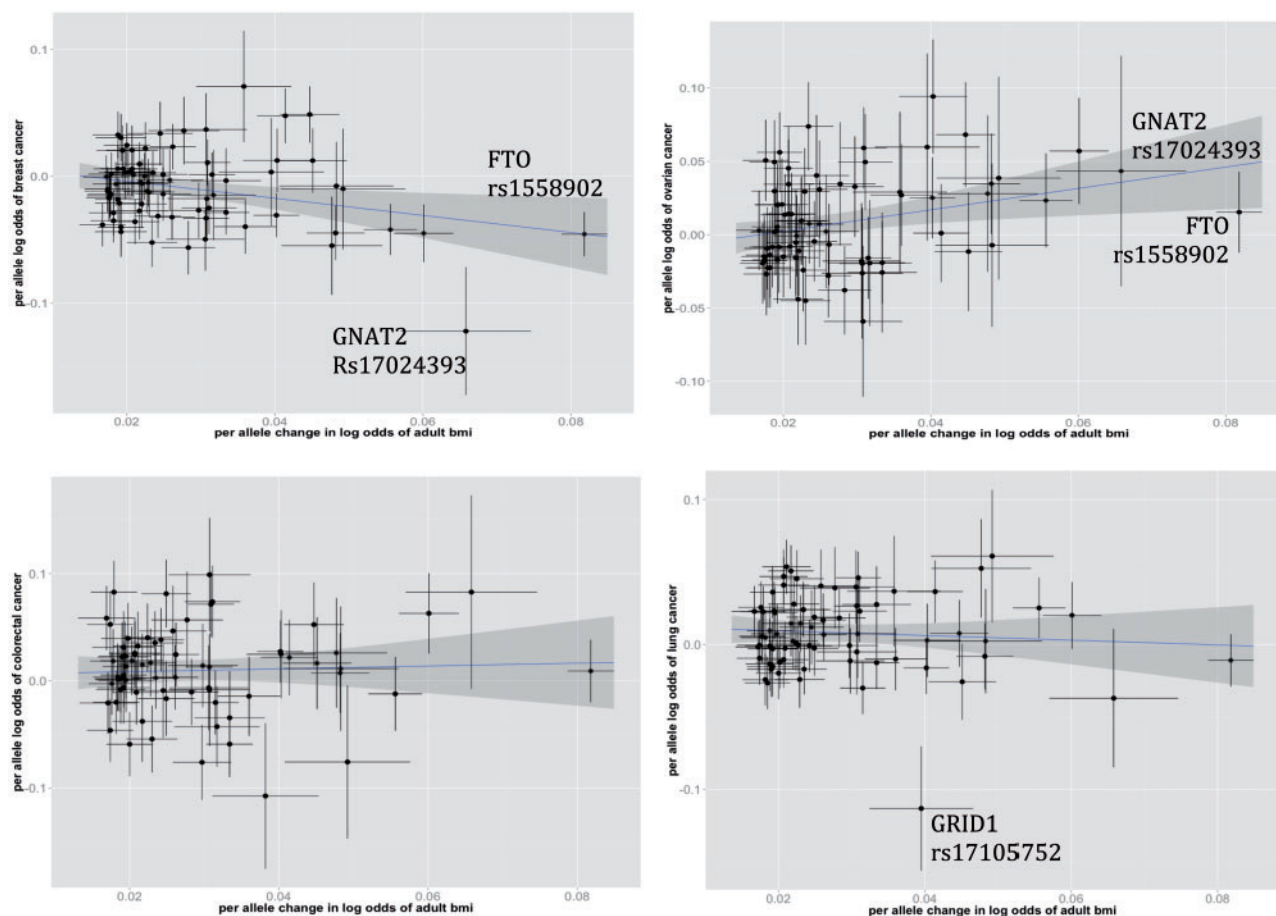 per allele log odds of breast cancer
0.1
0.0
-0.1
0.02
0.04
0.06
0.08
per allele change in log odds of adult bmi
FTO
rs1558902
GNAT2
Rs17024393
per allele log odds of ovarian cancer
0.10
0.05
0.00
-0.05
-0.10
0.02
0.04
0.06
0.08
per allele change in log odds of adult bmi
GNAT2
rs17024393
FTO
rs1558902
per allele log odds of colorectal cancer
0.1
0.0
-0.1
0.02
0.04
0.06
0.08
per allele change in log odds of adult bmi
per allele log odds of lung cancer
0.1
0.0
-0.1
0.02
0.04
0.06
0.08
per allele change in log odds of adult bmi
GRID1
rs17105752